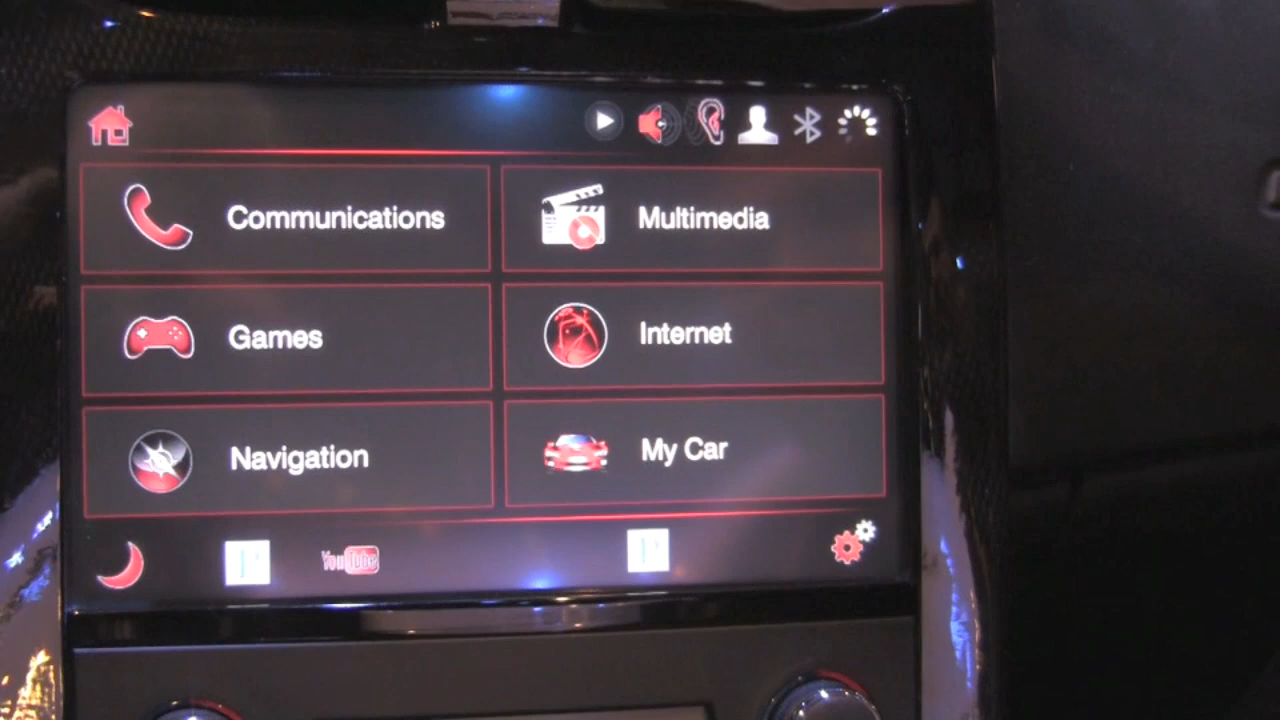 Communications
Multimedia
Games
Internet
Navigation
My Car
YouTube